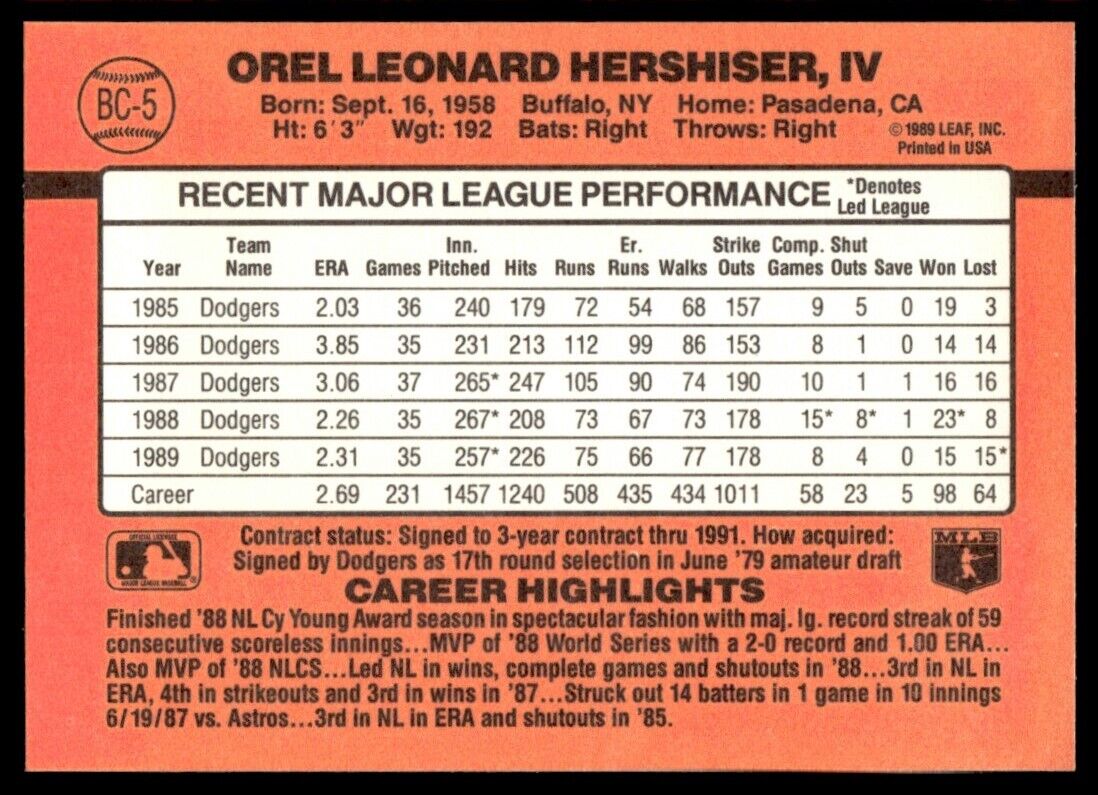 BC-5
OREL LEONARD HERSHISER, IV
Born: Sept. 16, 1958 Buffalo, NY Home: Pasadena, CA
Ht: 6'3" Wgt: 192 Bats: Right Throws: Right
©1989 LEAF, INC.
Printed in USA
RECENT MAJOR LEAGUE PERFORMANCE
*Denotes
Led League
Year Team Name ERA Games Inn. Pitched Hits Runs Er. Runs Walks Strike Outs Comp. Games Shut Outs Save Won Lost
1985 Dodgers 2.03 36 240 179 72 54 68 157 9 5 0 19 3
1986 Dodgers 3.85 35 231 213 112 99 86 153 8 1 0 14 14
1987 Dodgers 3.06 37 265* 247 105 90 74 190 10 1 1 16 16
1988 Dodgers 2.26 35 267* 208 73 67 73 178 15* 8* 1 23* 8
1989 Dodgers 2.31 35 257* 226 75 66 77 178 8 4 0 15 15*
Career 2.69 231 1457 1240 508 435 434 1011 58 23 5 98 64
Contract status: Signed to 3-year contract thru 1991. How acquired:
Signed by Dodgers as 17th round selection in June '79 amateur draft
OFFICIAL LICENSEE
MAJOR LEAGUE BASEBALL
®
MLB
CAREER HIGHLIGHTS
Finished '88 NL Cy Young Award season in spectacular fashion with maj. lg. record streak of 59
consecutive scoreless innings...MVP of '88 World Series with a 2-0 record and 1.00 ERA...
Also MVP of '88 NLCS...Led NL in wins, complete games and shutouts in '88...3rd in NL in
ERA, 4th in strikeouts and 3rd in wins in '87...Struck out 14 batters in 1 game in 10 innings
6/19/87 vs. Astros...3rd in NL in ERA and shutouts in '85.